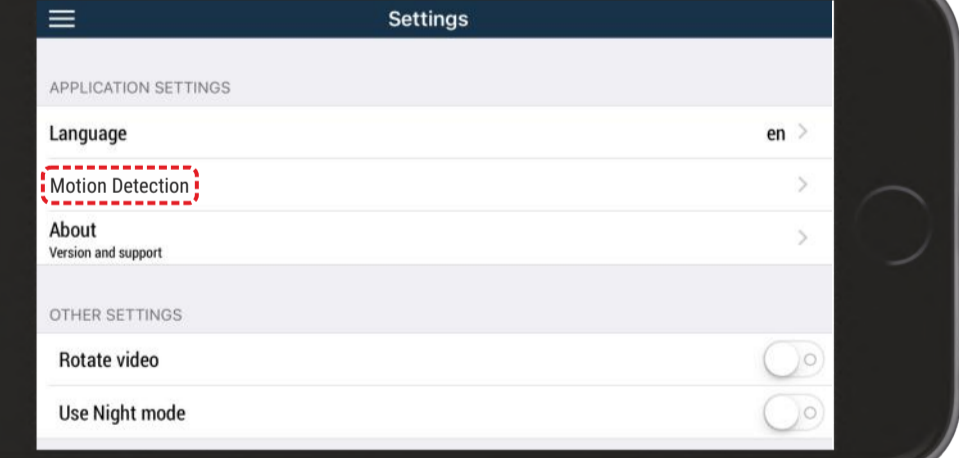 Settings
APPLICATION SETTINGS
Language en
Motion Detection
About
Version and support
OTHER SETTINGS
Rotate video
Use Night mode